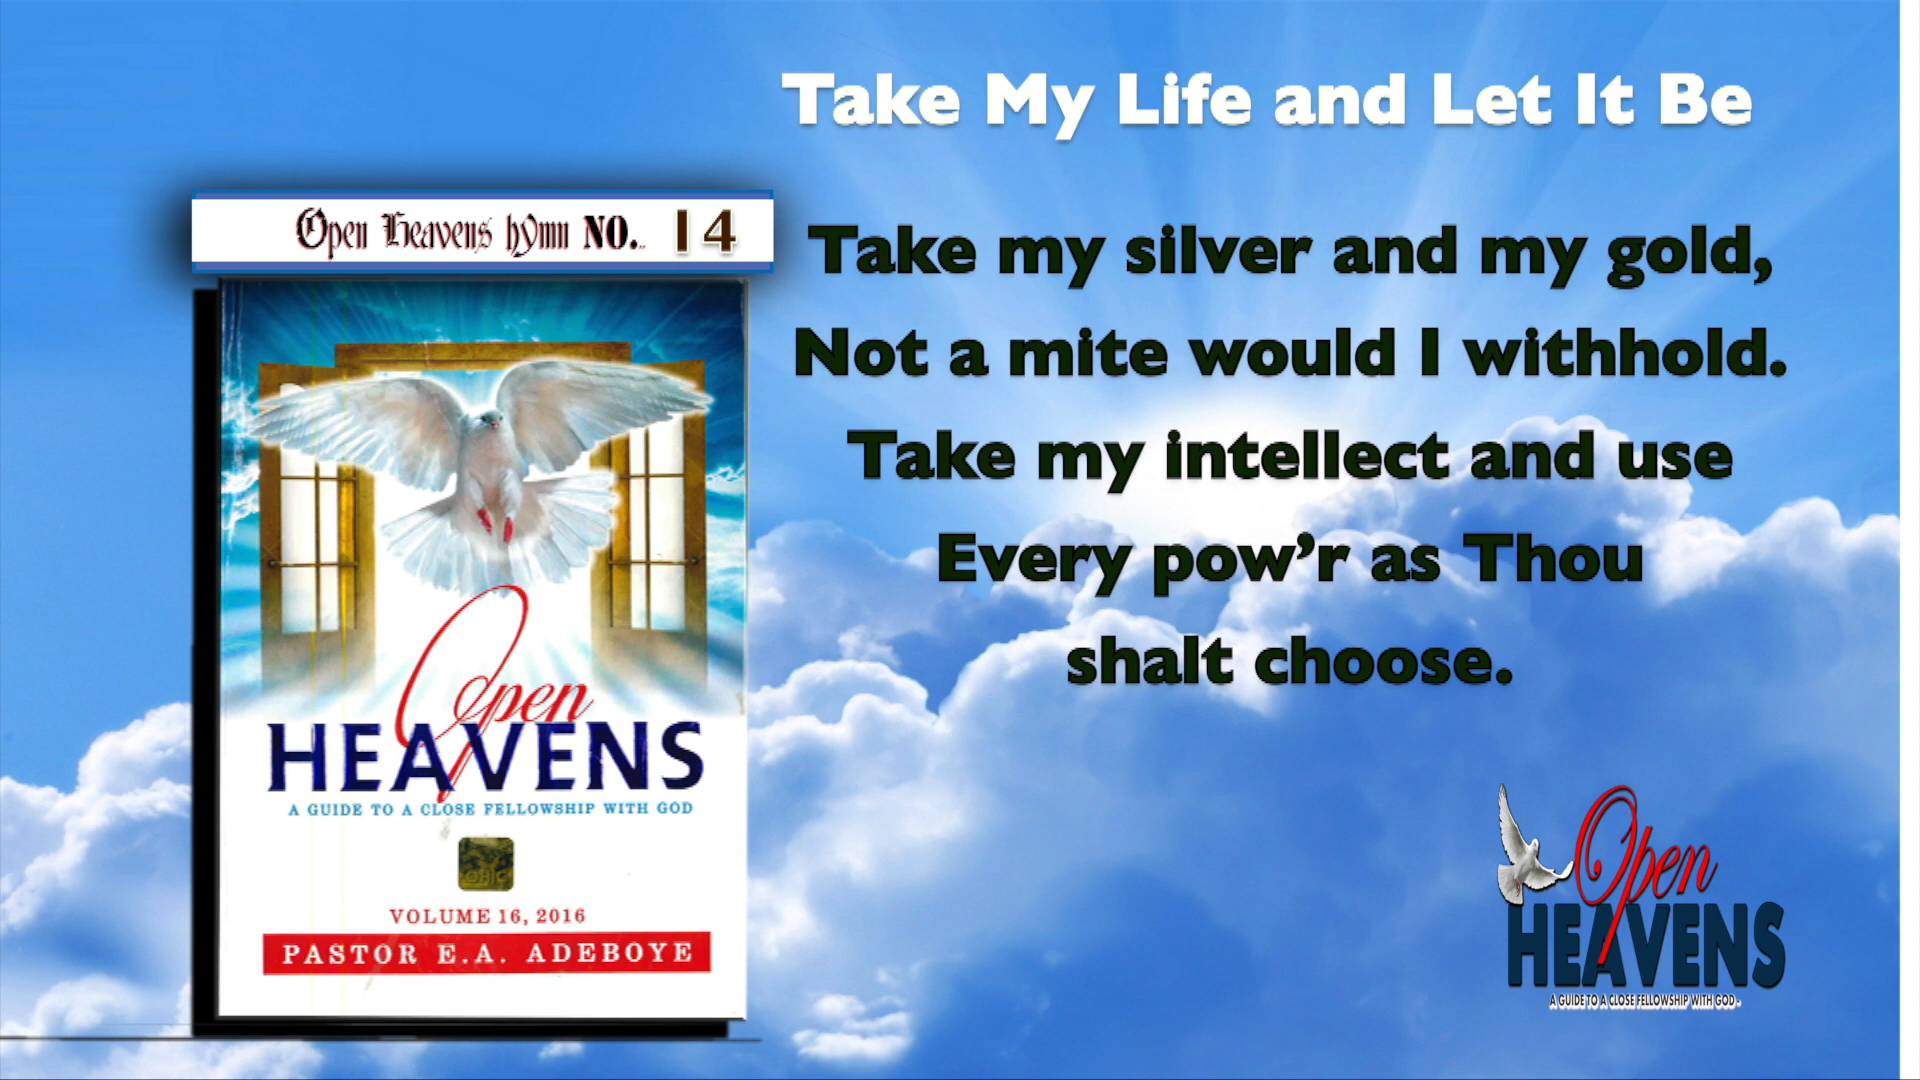 Take My Life and Let It Be
Open Heavens hymn NO. 14
Take my silver and my gold,
Not a mite would I withhold.
Take my intellect and use
Every pow’r as Thou
shalt choose.
Open
HEAVENS
A GUIDE TO A CLOSE FELLOWSHIP WITH GOD
VOLUME 16, 2016
PASTOR E.A. ADEBOYE
Open
HEAVENS
A GUIDE TO A CLOSE FELLOWSHIP WITH GOD